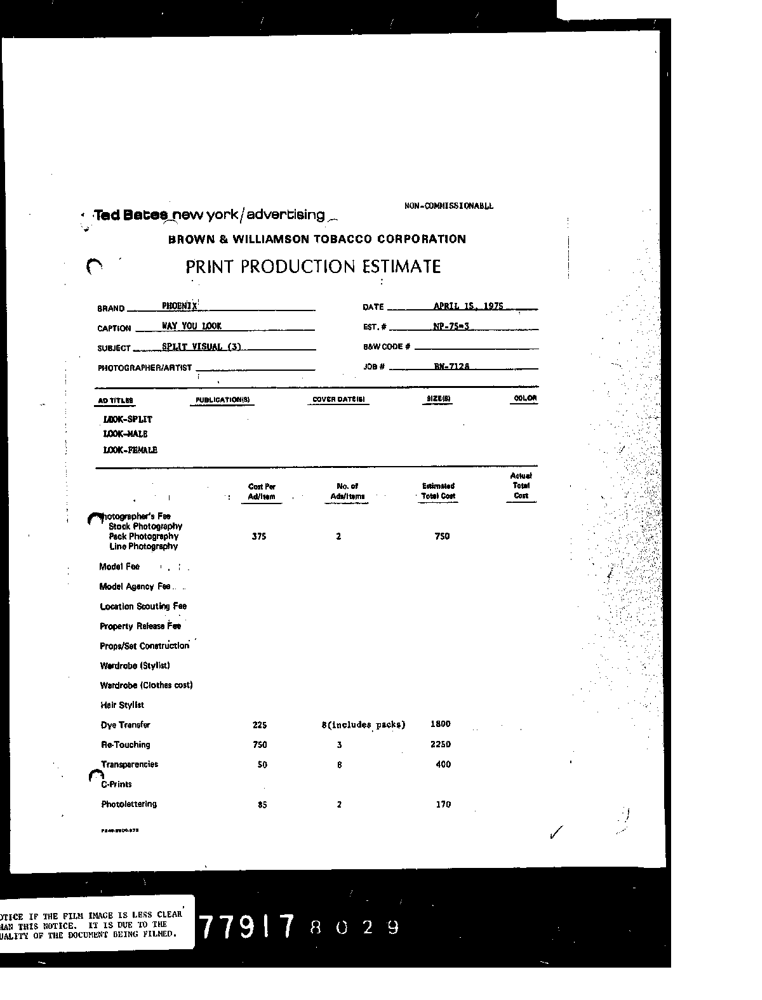 NON-COMMISSIONABLE
Ted Bates new york/advertising
BROWN & WILLIAMSON TOBACCO CORPORATION
PRINT PRODUCTION ESTIMATE
BRAND PHOENIX DATE APRIL 15, 1975
CAPTION WAY YOU LOOK EST. # NP-75=3
SUBJECT SPLIT VISUAL (3) B&W CODE #
PHOTOGRAPHER/ARTIST JOB # BN-7128
AD TITLES PUBLICATION(S) COVER DATE(S) SIZE(S) COLOR
LOOK-SPLIT
LOOK-MALE
LOOK-FEMALE
Cost Per Ad/Item No. of Ads/Items Estimated Total Cost Actual Total Cost
Photographer's Fee
Stock Photography
Pack Photography 375 2 750
Line Photography
Model Fee
Model Agency Fee
Location Scouting Fee
Property Release Fee
Props/Set Construction
Wardrobe (Stylist)
Wardrobe (Clothes cost)
Hair Stylist
Dye Transfer 225 8(includes packs) 1800
Re-Touching 750 3 2250
Transparencies 50 8 400
C-Prints
Photolettering 85 2 170
OTICE IF THE FILM IMAGE IS LESS CLEAR
HAN THIS NOTICE. IT IS DUE TO THE
UALITY OF THE DOCUMENT BEING FILMED.
77917 8029